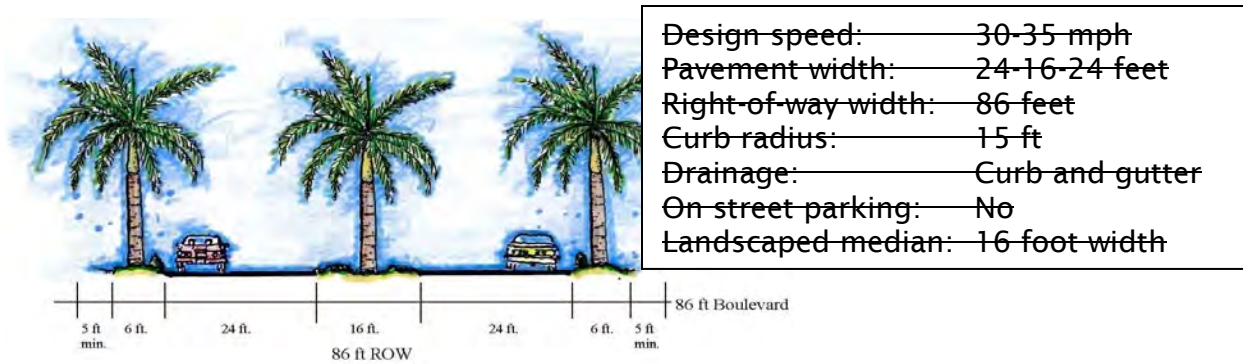 Design speed: 30-35 mph
Pavement width: 24-16-24 feet
Right-of-way width: 86 feet
Curb radius: 15 ft
Drainage: Curb and gutter
On street parking: No
Landscaped median: 16 foot width
86 ft Boulevard
5 ft min. 6 ft. 24 ft. 16 ft. 24 ft. 6 ft. 5 ft min.
86 ft ROW